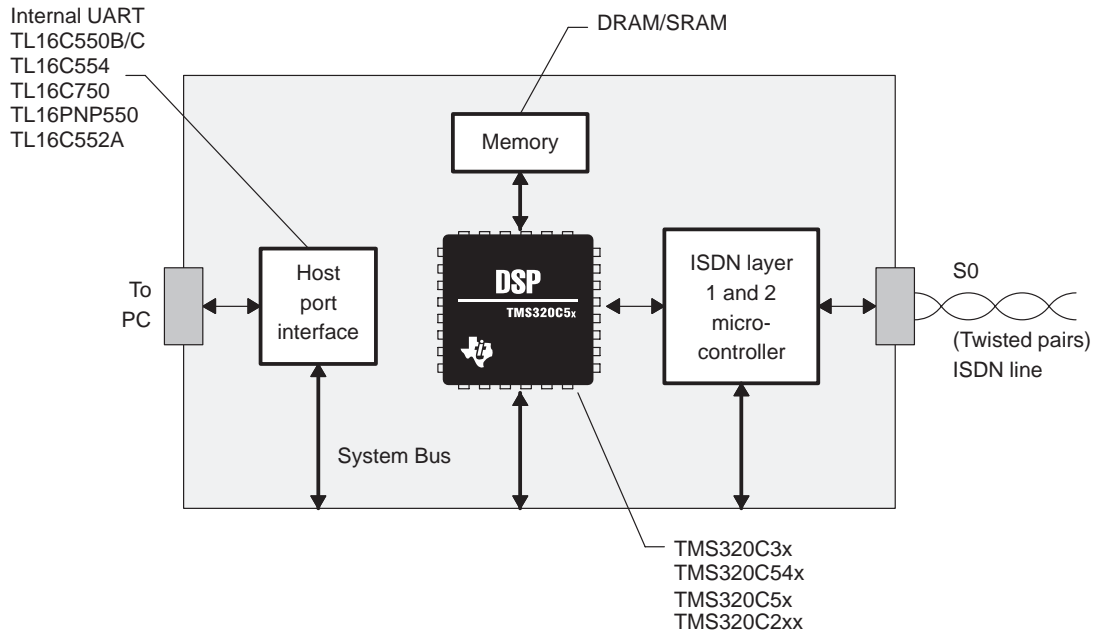 Internal UART
TL16C550B/C
TL16C554
TL16C750
TL16PNP550
TL16C552A
DRAM/SRAM
Memory
To
PC
Host
port
interface
DSP
TMS320C5x
ISDN layer
1 and 2
micro-
controller
S0
(Twisted pairs)
ISDN line
System Bus
TMS320C3x
TMS320C54x
TMS320C5x
TMS320C2xx